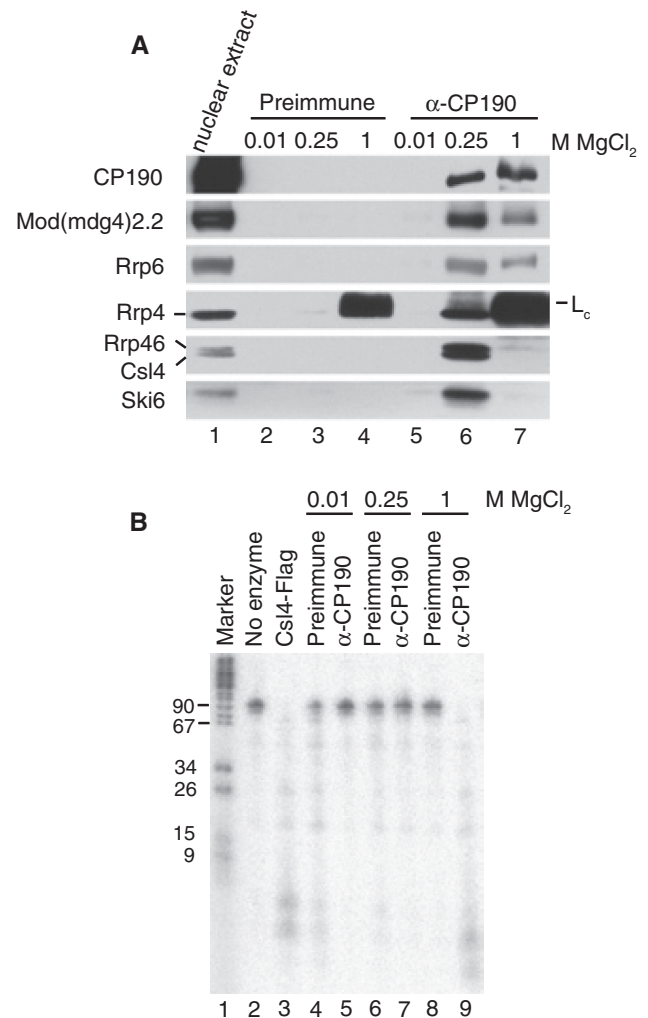 A
nuclear extract
Preimmune α-CP190
0.01 0.25 1 0.01 0.25 1 M MgCl2
CP190
Mod(mdg4)2.2
Rrp6
Rrp4
Lc
Rrp46
Csl4
Ski6
1 2 3 4 5 6 7
B
0.01 0.25 1 M MgCl2
Marker
No enzyme
Csl4-Flag
Preimmune
α-CP190
Preimmune
α-CP190
Preimmune
α-CP190
90
67
34
26
15
9
1 2 3 4 5 6 7 8 9